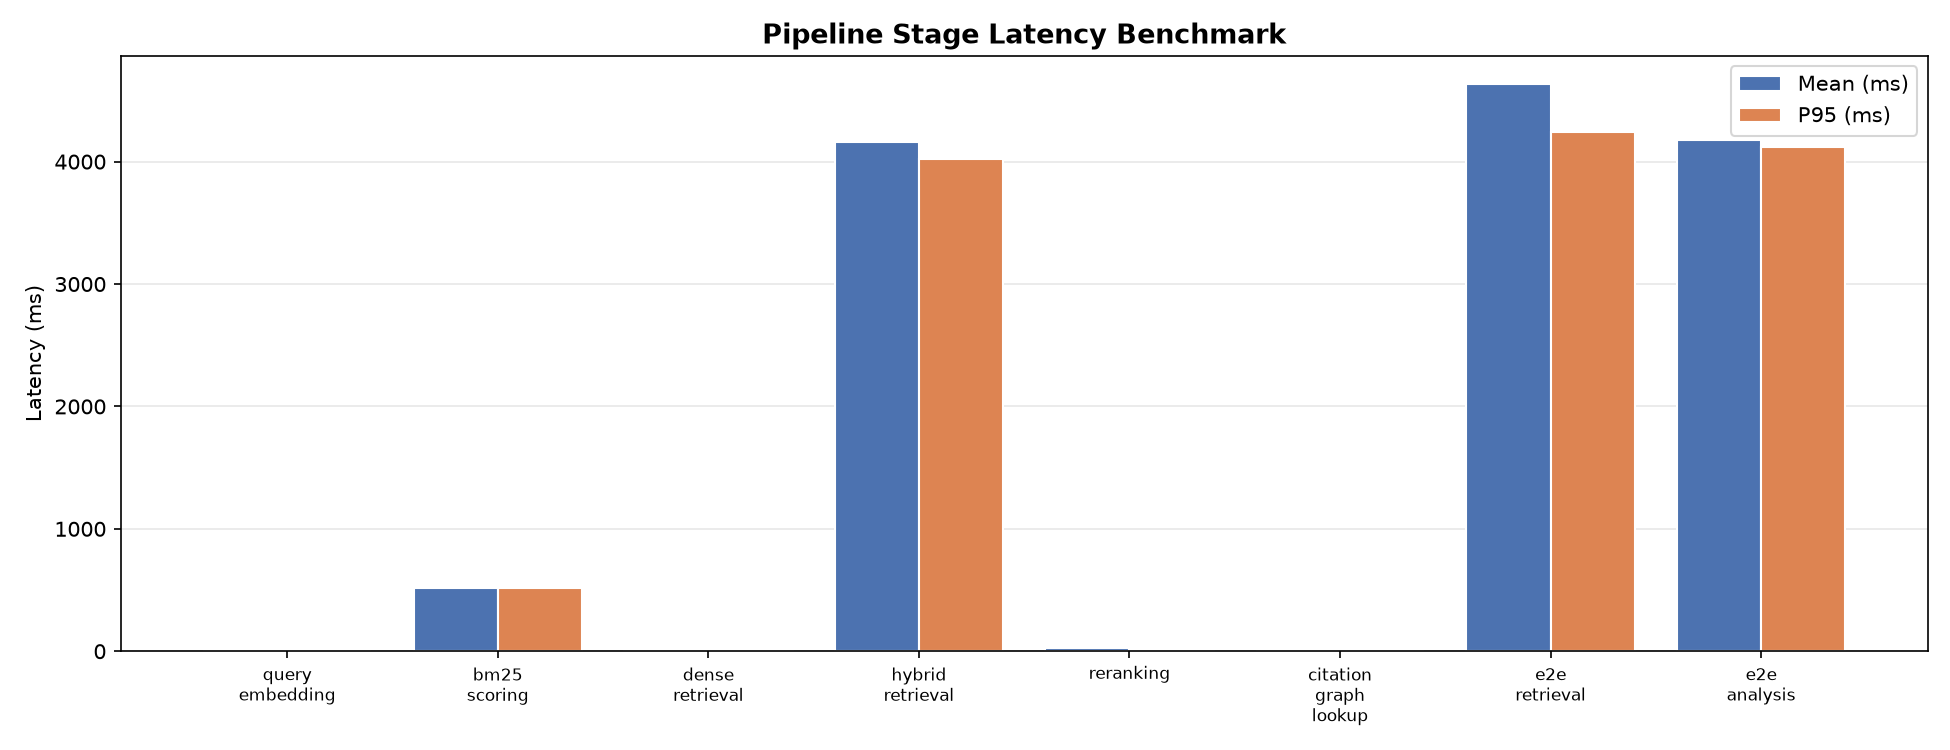 Pipeline Stage Latency Benchmark
Mean (ms)
P95 (ms)
Latency (ms)
4000
3000
2000
1000
0
query
embedding
bm25
scoring
dense
retrieval
hybrid
retrieval
reranking
citation
graph
lookup
e2e
retrieval
e2e
analysis